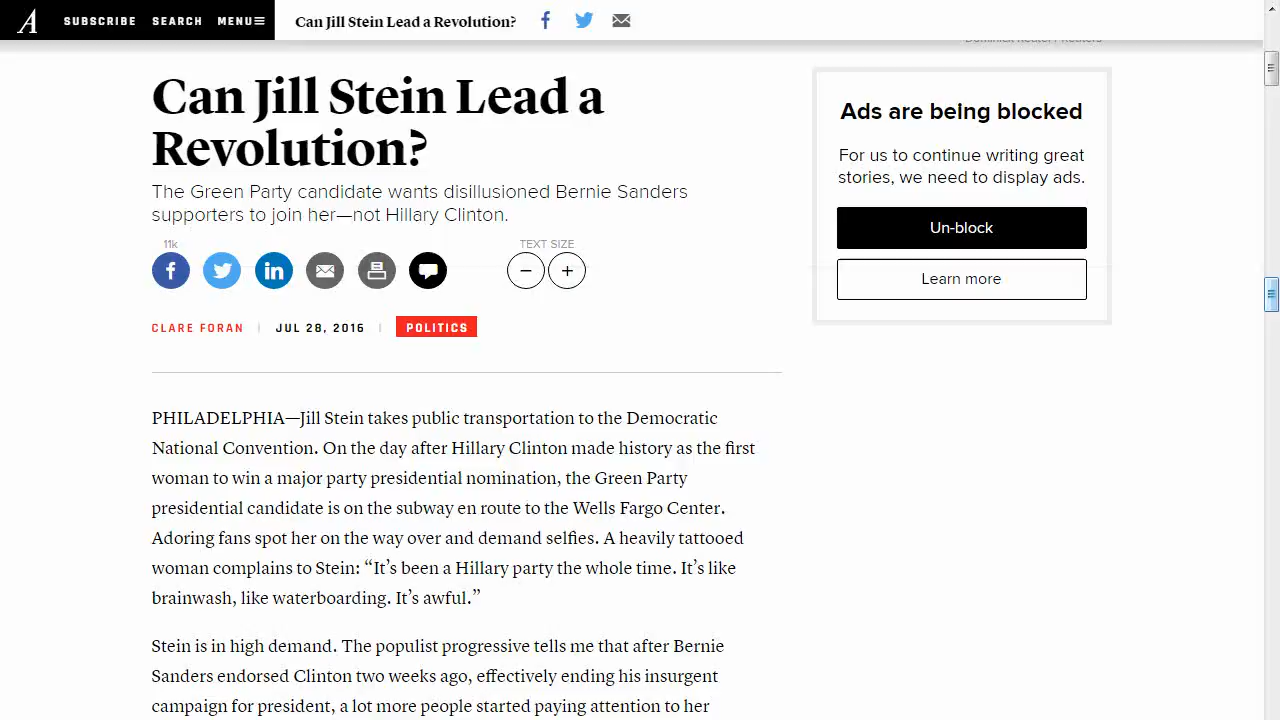 A SUBSCRIBE SEARCH MENU Can Jill Stein Lead a Revolution?
Can Jill Stein Lead a
Revolution?
The Green Party candidate wants disillusioned Bernie Sanders
supporters to join her—not Hillary Clinton.
11k
TEXT SIZE
CLARE FORAN | JUL 28, 2016 | POLITICS
PHILADELPHIA—Jill Stein takes public transportation to the Democratic
National Convention. On the day after Hillary Clinton made history as the first
woman to win a major party presidential nomination, the Green Party
presidential candidate is on the subway en route to the Wells Fargo Center.
Adoring fans spot her on the way over and demand selfies. A heavily tattooed
woman complains to Stein: “It’s been a Hillary party the whole time. It’s like
brainwash, like waterboarding. It’s awful.”
Stein is in high demand. The populist progressive tells me that after Bernie
Sanders endorsed Clinton two weeks ago, effectively ending his insurgent
campaign for president, a lot more people started paying attention to her
Ads are being blocked
For us to continue writing great
stories, we need to display ads.
Un-block
Learn more